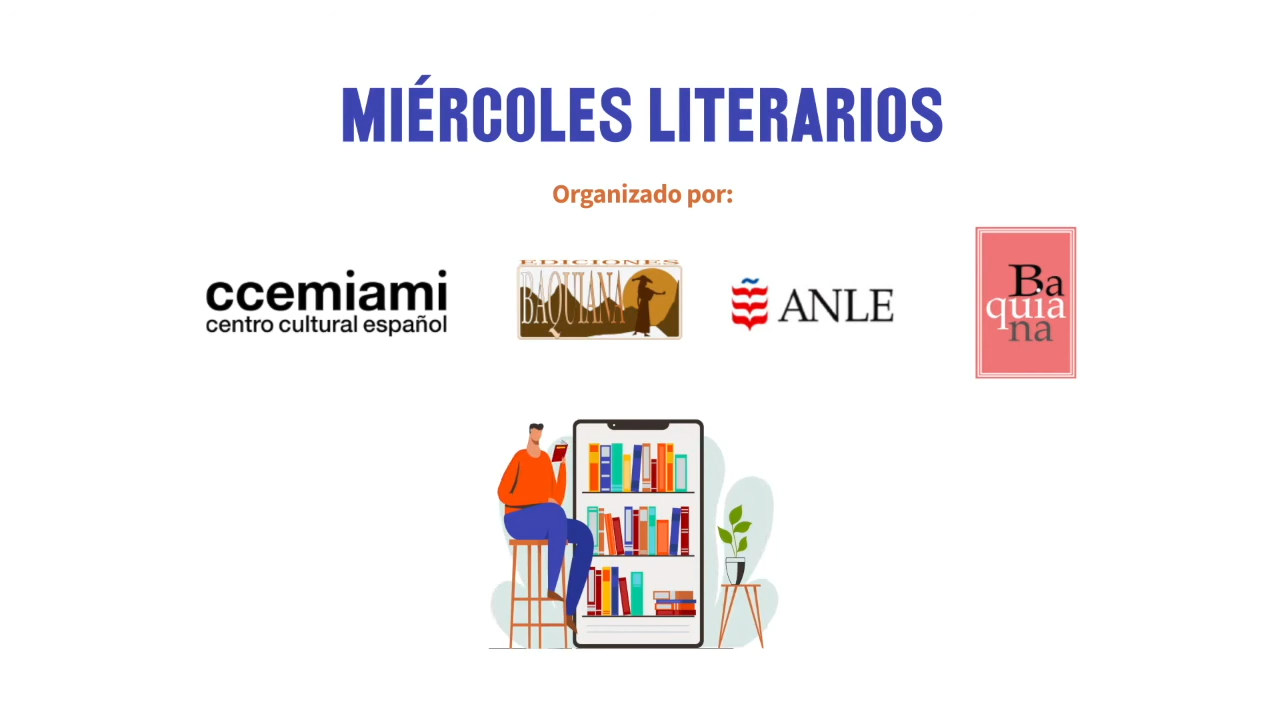 MIÉRCOLES LITERARIOS
Organizado por:
ccemiami
centro cultural español
EDICIONES
BAQUIANA
ANLE
Ba
quia
na